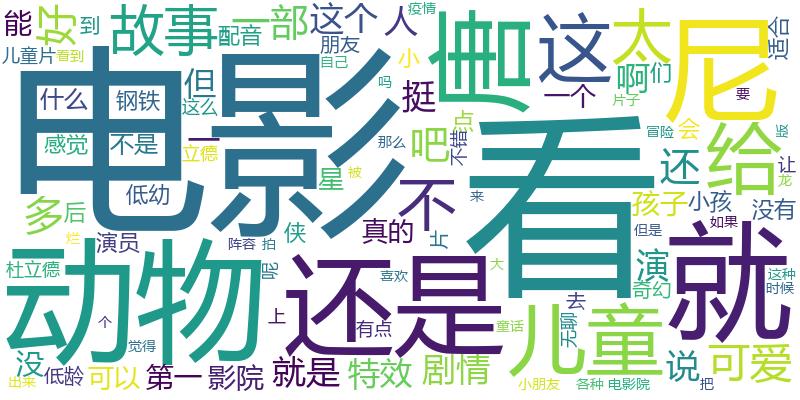 能
好
到
故事
一部
配音
这个
人
疫情
朋友
自己
小
这
太
尼
适合
儿童片
看到
电影
但
这么
什么
钢铁
感觉
不是
一
立德
低幼
星
吗
挺
吧
点
那么
被
不错
啊
们
一个
片子
要
冒险
会
版
给
还
让
龙
多
后
演员
烂
阵容
拍
侠
真的
不
片
来
看
孩子
小孩
没有
但是
如果
就
杜立德
动物
呢
还是
喜欢
大
演
奇幻
去
这种
时候
个
觉得
上
有点
童话
儿童
无聊
没
低龄
出来
可以
第一
影院
就是
特效
剧情
小朋友
各种
电影院
说
把
可爱